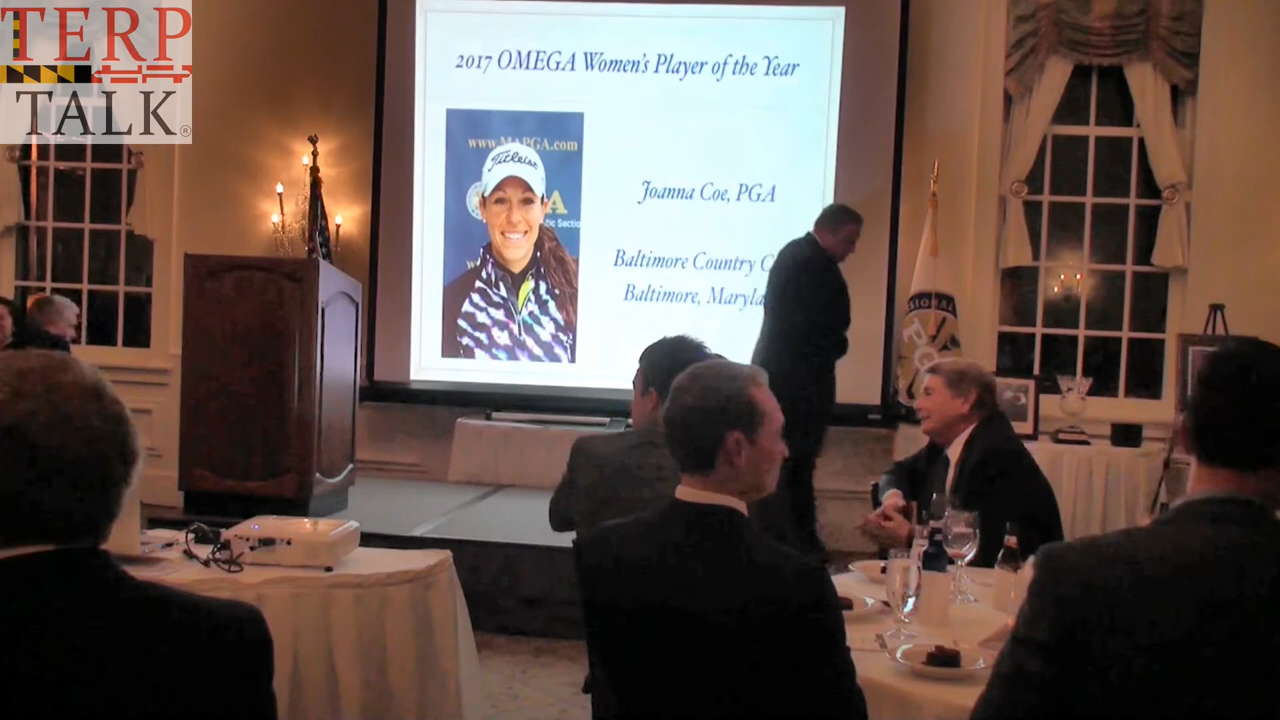 TERP
TALK®
2017 OMEGA Women's Player of the Year
www.MAPGA.com
Titleist
Joanna Coe, PGA
Baltimore Country C
Baltimore, Maryla